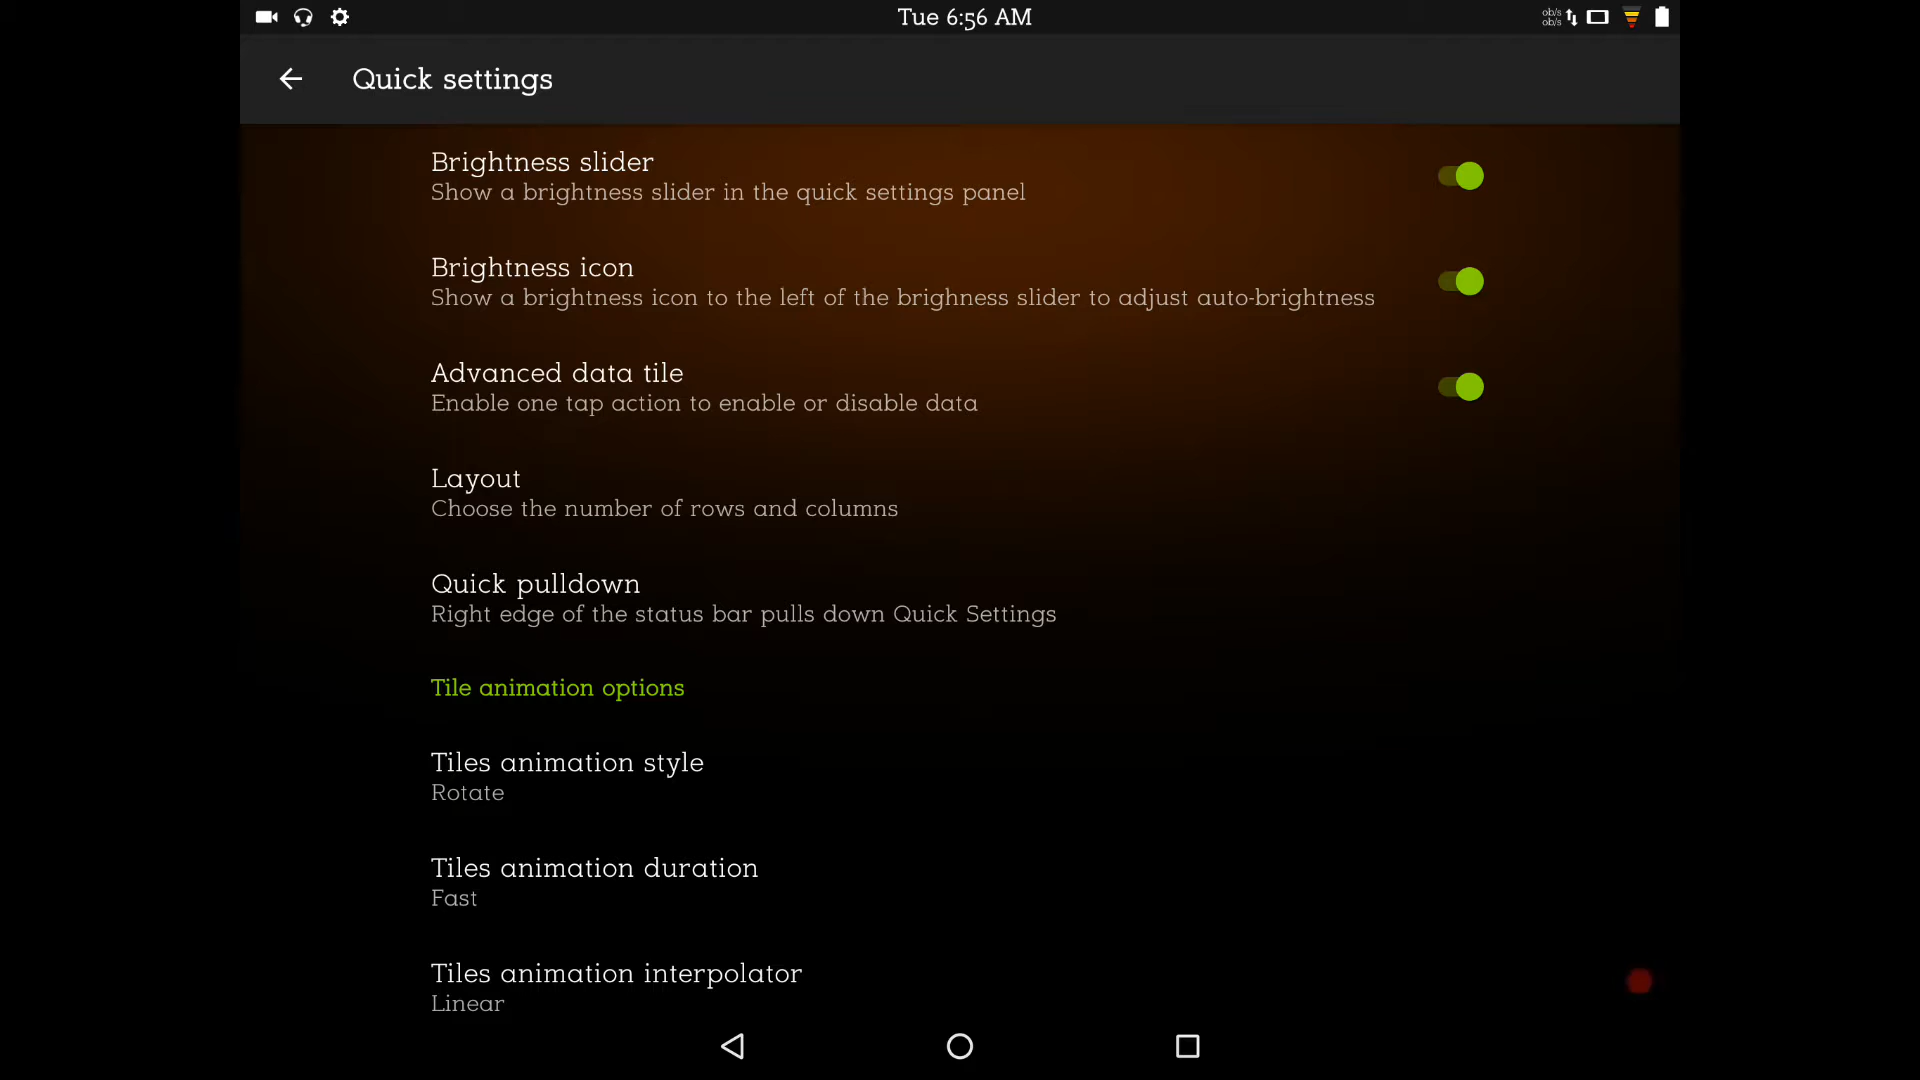 Tue 6:56 AM
0b/s
0b/s
Quick settings
Brightness slider
Show a brightness slider in the quick settings panel
Brightness icon
Show a brightness icon to the left of the brighness slider to adjust auto-brightness
Advanced data tile
Enable one tap action to enable or disable data
Layout
Choose the number of rows and columns
Quick pulldown
Right edge of the status bar pulls down Quick Settings
Tile animation options
Tiles animation style
Rotate
Tiles animation duration
Fast
Tiles animation interpolator
Linear